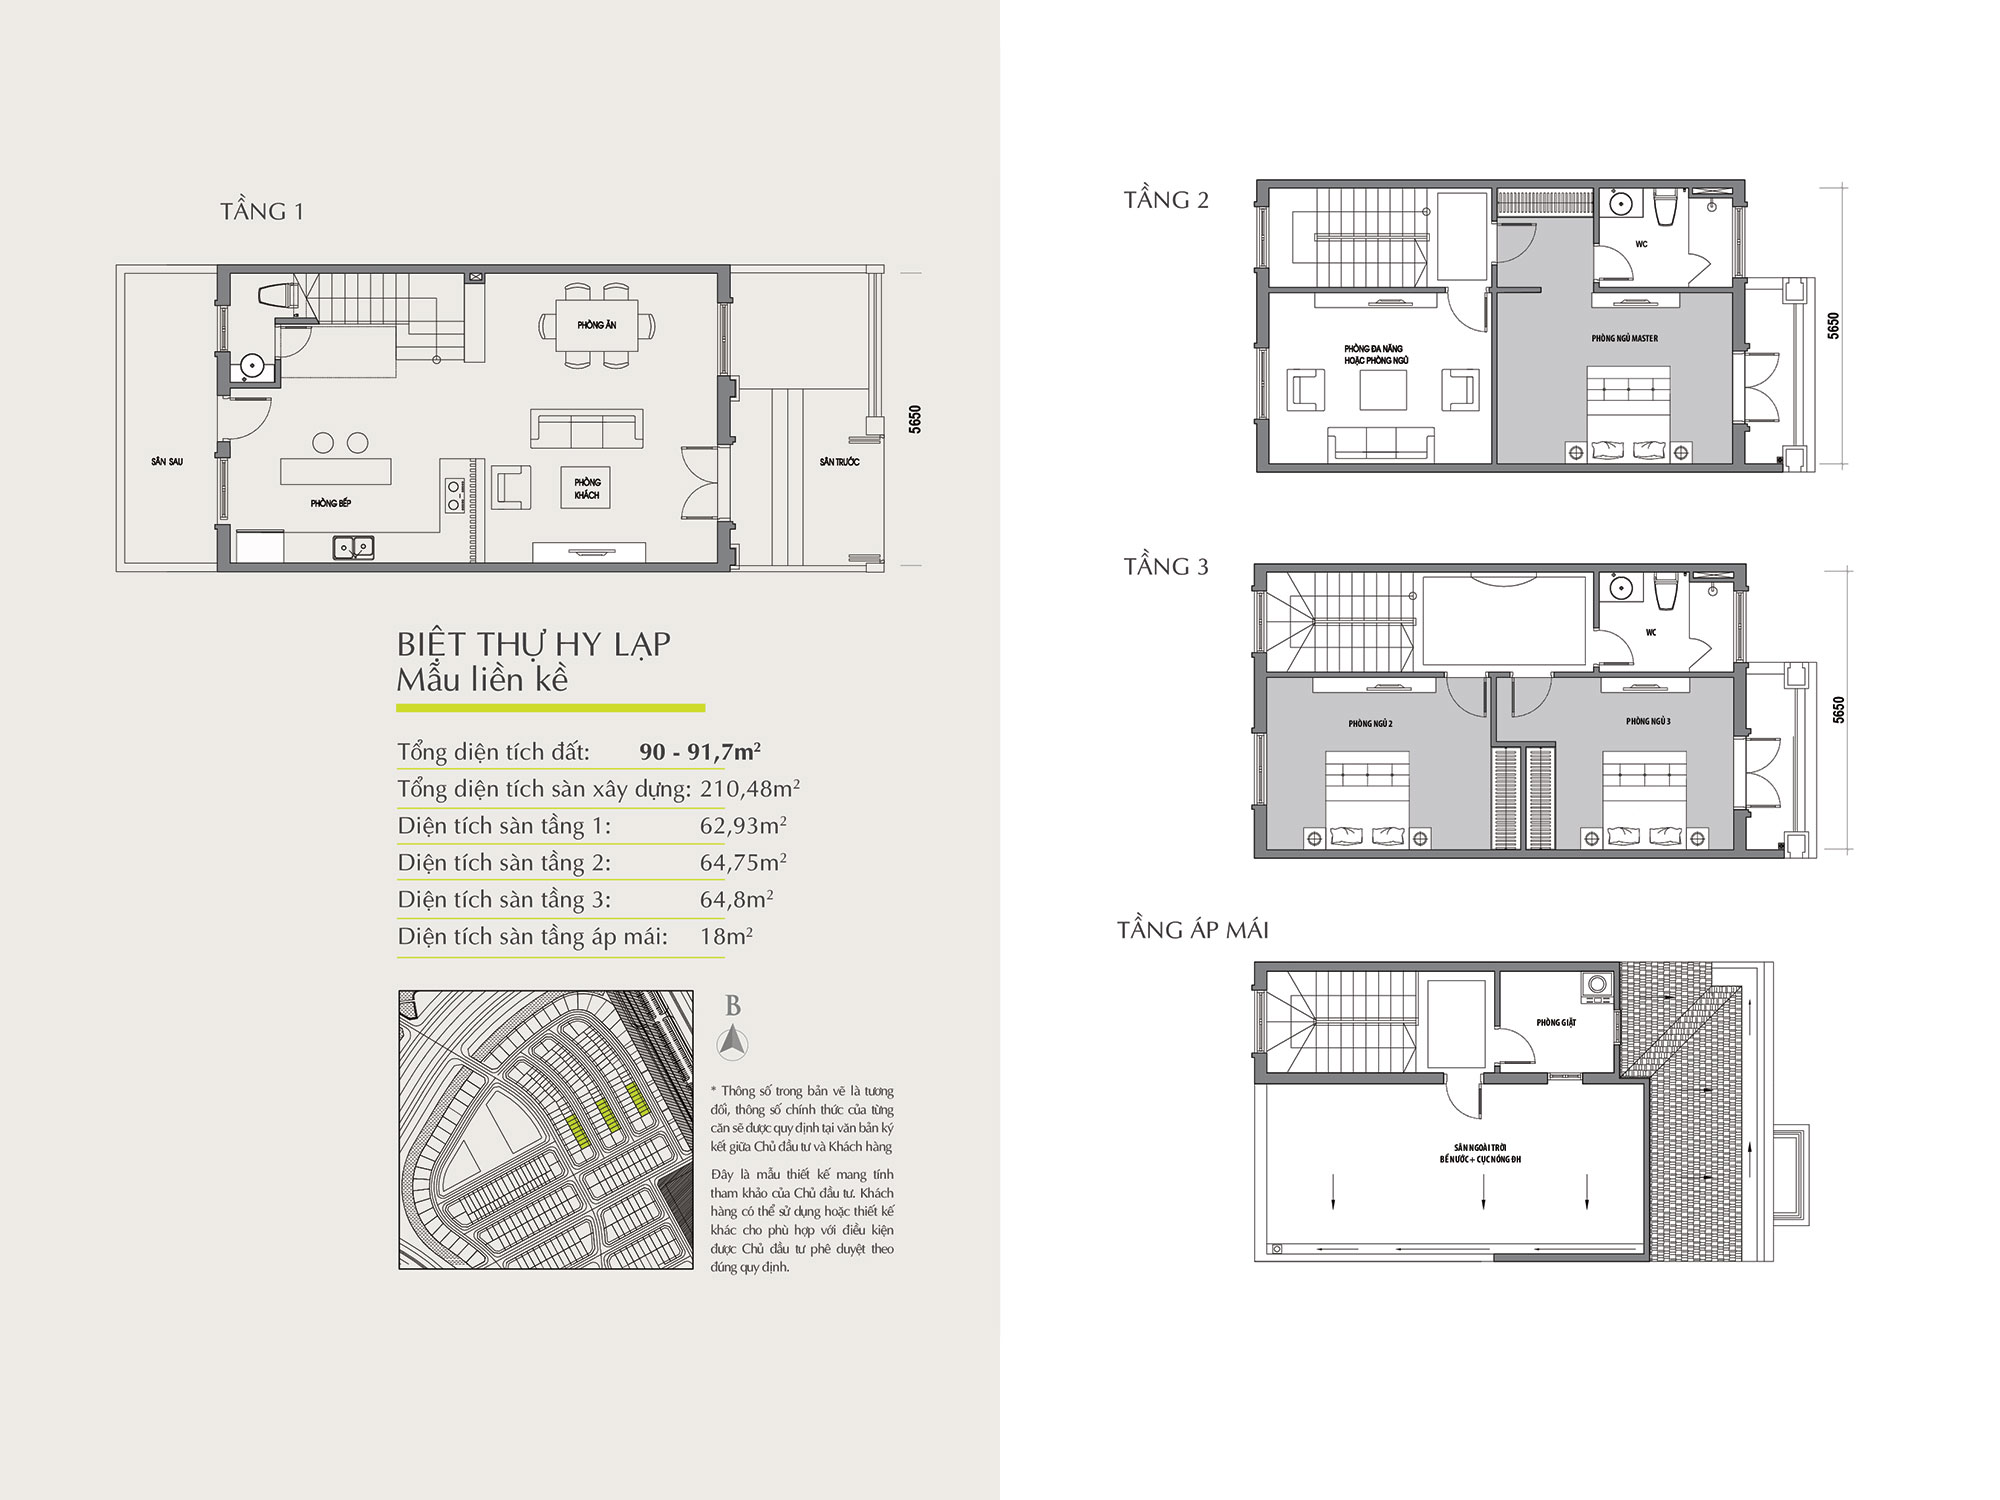 TẦNG 1
PHÒNG ĂN
5650
SÂN SAU
SÂN TRƯỚC
PHÒNG
KHÁCH
PHÒNG BẾP
BIỆT THỰ HY LẠP
Mẫu liền kề
Tổng diện tích đất: 90 - 91,7m²
Tổng diện tích sàn xây dựng: 210,48m²
Diện tích sàn tầng 1: 62,93m²
Diện tích sàn tầng 2: 64,75m²
Diện tích sàn tầng 3: 64,8m²
Diện tích sàn tầng áp mái: 18m²
B
* Thông số trong bản vẽ là tương
đối, thông số chính thức của từng
căn sẽ được quy định tại văn bản ký
kết giữa Chủ đầu tư và Khách hàng
Đây là mẫu thiết kế mang tính
tham khảo của Chủ đầu tư. Khách
hàng có thể sử dụng hoặc thiết kế
khác cho phù hợp với điều kiện
được Chủ đầu tư phê duyệt theo
đúng quy định.
TẦNG 2
WC
5650
PHÒNG NGỦ MASTER
PHÒNG ĐA NĂNG
HOẶC PHÒNG NGỦ
TẦNG 3
WC
5650
PHÒNG NGỦ 2
PHÒNG NGỦ 3
TẦNG ÁP MÁI
PHÒNG GIẶT
SÂN NGOÀI TRỜI
BỂ NƯỚC + CỤC NÓNG ĐH